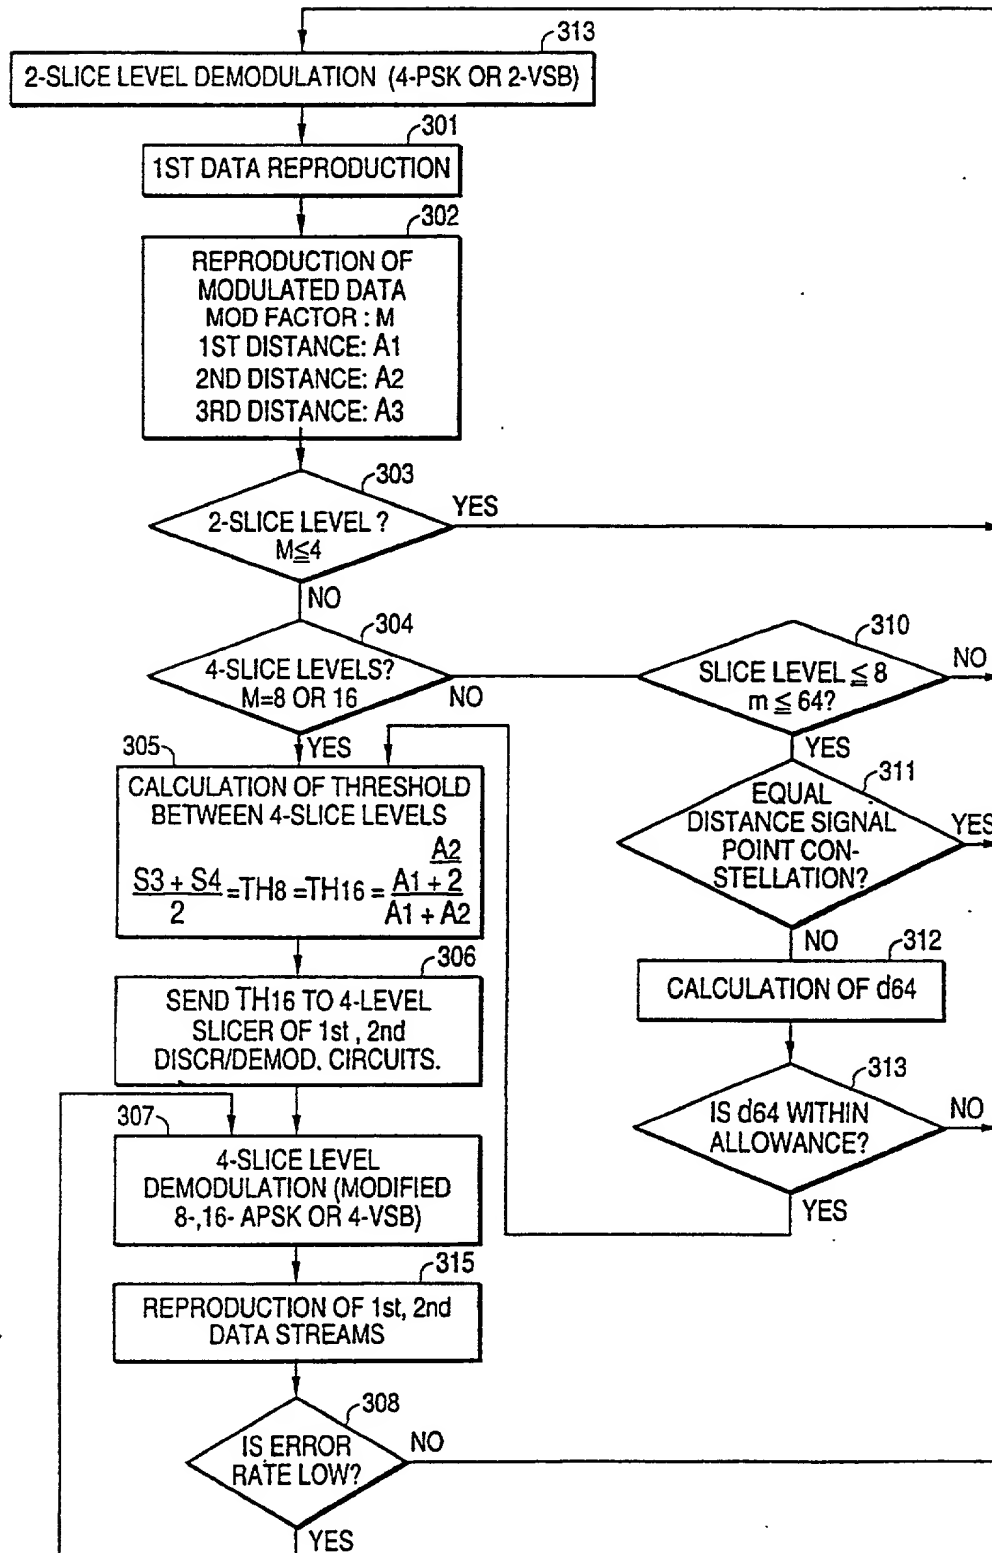 313
2-SLICE LEVEL DEMODULATION (4-PSK OR 2-VSB)
301
1ST DATA REPRODUCTION
302
REPRODUCTION OF
MODULATED DATA
MOD FACTOR : M
1ST DISTANCE: A1
2ND DISTANCE: A2
3RD DISTANCE: A3
303
2-SLICE LEVEL ?
M≦4
YES
NO
304
4-SLICE LEVELS?
M=8 OR 16
NO
YES
310
SLICE LEVEL ≦ 8
m ≦ 64?
NO
YES
305
CALCULATION OF THRESHOLD
BETWEEN 4-SLICE LEVELS
S3 + S4
2
=TH8 =TH16 =
A2
A1 + 2
A1 + A2
311
EQUAL
DISTANCE SIGNAL
POINT CON-
STELLATION?
YES
NO
306
SEND TH16 TO 4-LEVEL
SLICER OF 1st , 2nd
DISCR/DEMOD. CIRCUITS.
312
CALCULATION OF d64
313
IS d64 WITHIN
ALLOWANCE?
NO
YES
307
4-SLICE LEVEL
DEMODULATION (MODIFIED
8-,16- APSK OR 4-VSB)
315
REPRODUCTION OF 1st, 2nd
DATA STREAMS
308
IS ERROR
RATE LOW?
NO
YES